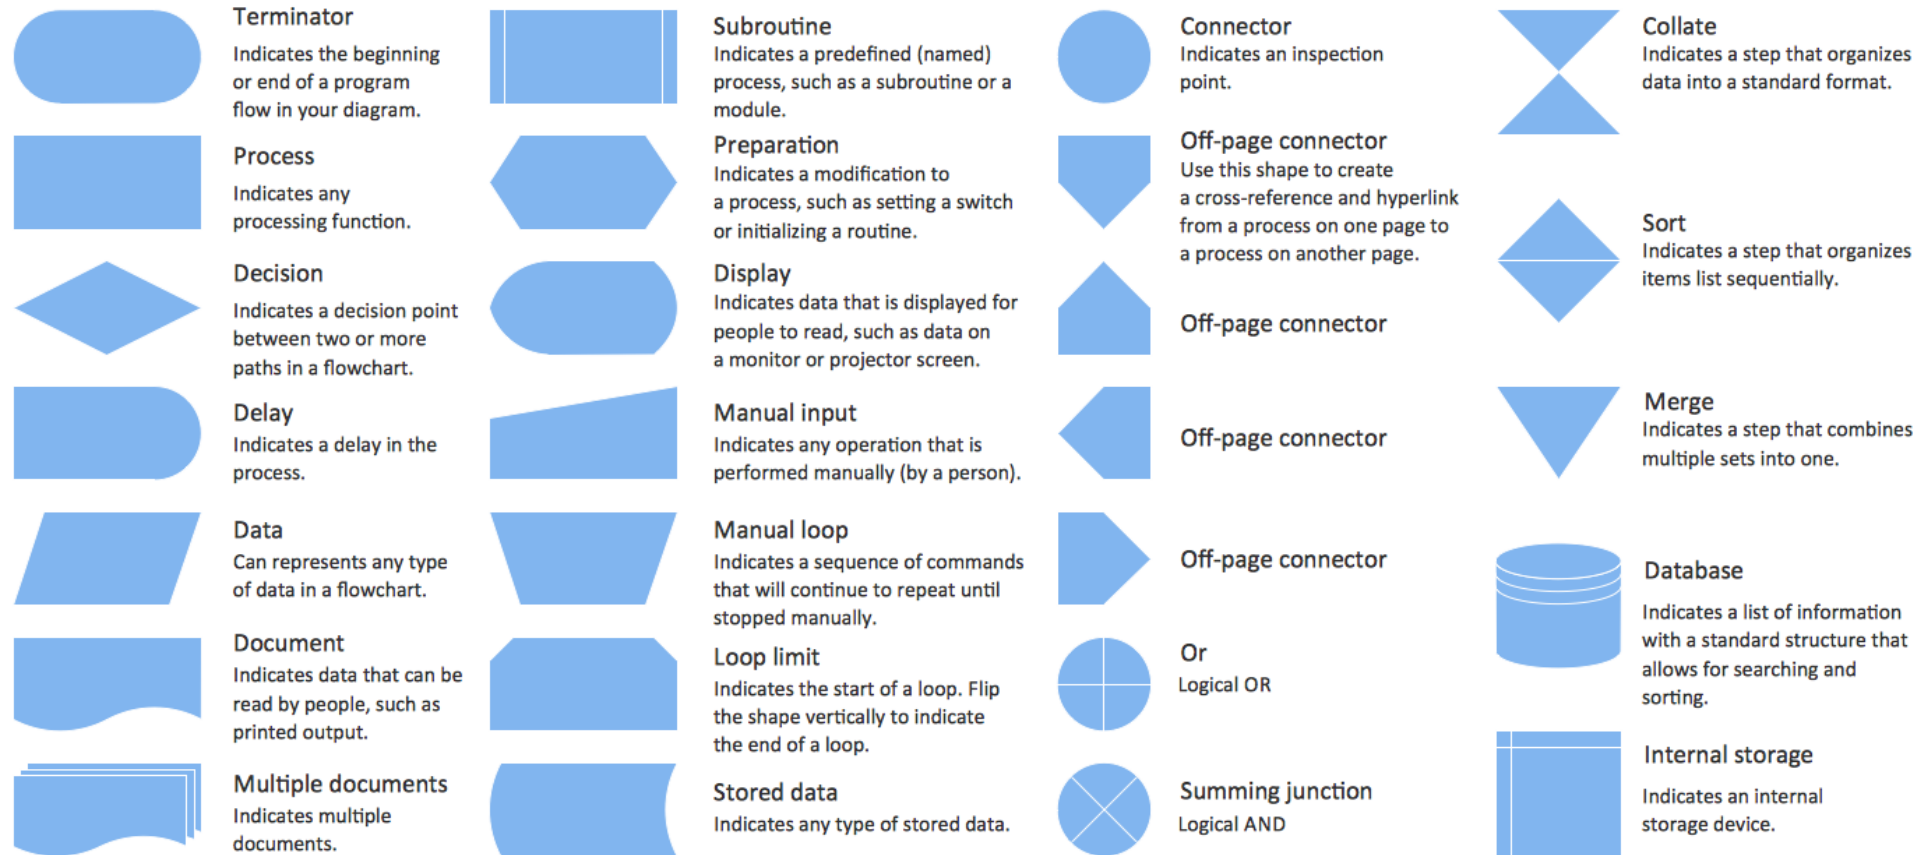 Terminator
Indicates the beginning
or end of a program
flow in your diagram.
Process
Indicates any
processing function.
Decision
Indicates a decision point
between two or more
paths in a flowchart.
Delay
Indicates a delay in the
process.
Data
Can represents any type
of data in a flowchart.
Document
Indicates data that can be
read by people, such as
printed output.
Multiple documents
Indicates multiple
documents.
Subroutine
Indicates a predefined (named)
process, such as a subroutine or a
module.
Preparation
Indicates a modification to
a process, such as setting a switch
or initializing a routine.
Display
Indicates data that is displayed for
people to read, such as data on
a monitor or projector screen.
Manual input
Indicates any operation that is
performed manually (by a person).
Manual loop
Indicates a sequence of commands
that will continue to repeat until
stopped manually.
Loop limit
Indicates the start of a loop. Flip
the shape vertically to indicate
the end of a loop.
Stored data
Indicates any type of stored data.
Connector
Indicates an inspection
point.
Off-page connector
Use this shape to create
a cross-reference and hyperlink
from a process on one page to
a process on another page.
Off-page connector
Off-page connector
Off-page connector
Or
Logical OR
Summing junction
Logical AND
Collate
Indicates a step that organizes
data into a standard format.
Sort
Indicates a step that organizes
items list sequentially.
Merge
Indicates a step that combines
multiple sets into one.
Database
Indicates a list of information
with a standard structure that
allows for searching and
sorting.
Internal storage
Indicates an internal
storage device.